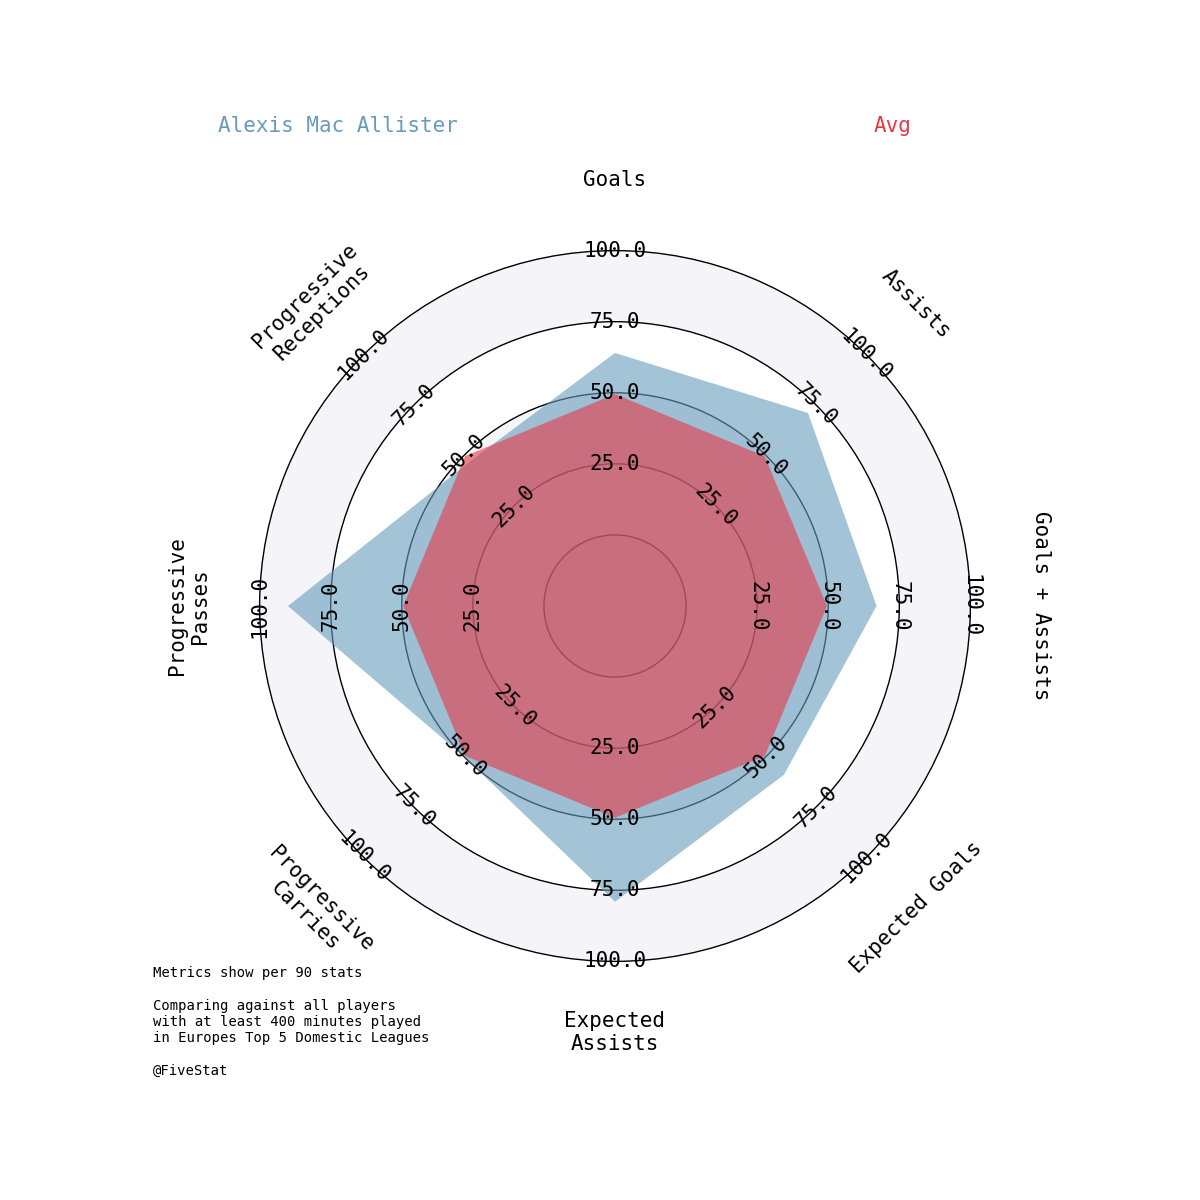 Alexis Mac Allister
Avg
Goals
Progressive
Receptions
Assists
100.0
100.0
100.0
75.0
75.0
75.0
50.0
50.0
50.0
25.0
25.0
25.0
Progressive
Passes
100.0
75.0
50.0
25.0
25.0
50.0
75.0
100.0
Goals + Assists
25.0
25.0
25.0
50.0
50.0
50.0
75.0
75.0
75.0
100.0
100.0
100.0
Progressive
Carries
Expected Goals
Expected
Assists
Metrics show per 90 stats
Comparing against all players
with at least 400 minutes played
in Europes Top 5 Domestic Leagues
@FiveStat